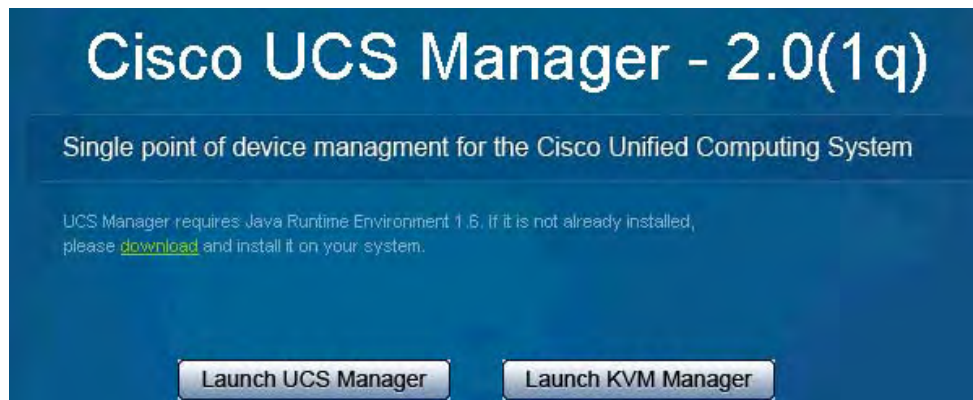 Cisco UCS Manager - 2.0(1q)
Single point of device managment for the Cisco Unified Computing System
UCS Manager requires Java Runtime Environment 1.6. If it is not already installed,
please download and install it on your system.
Launch UCS Manager
Launch KVM Manager